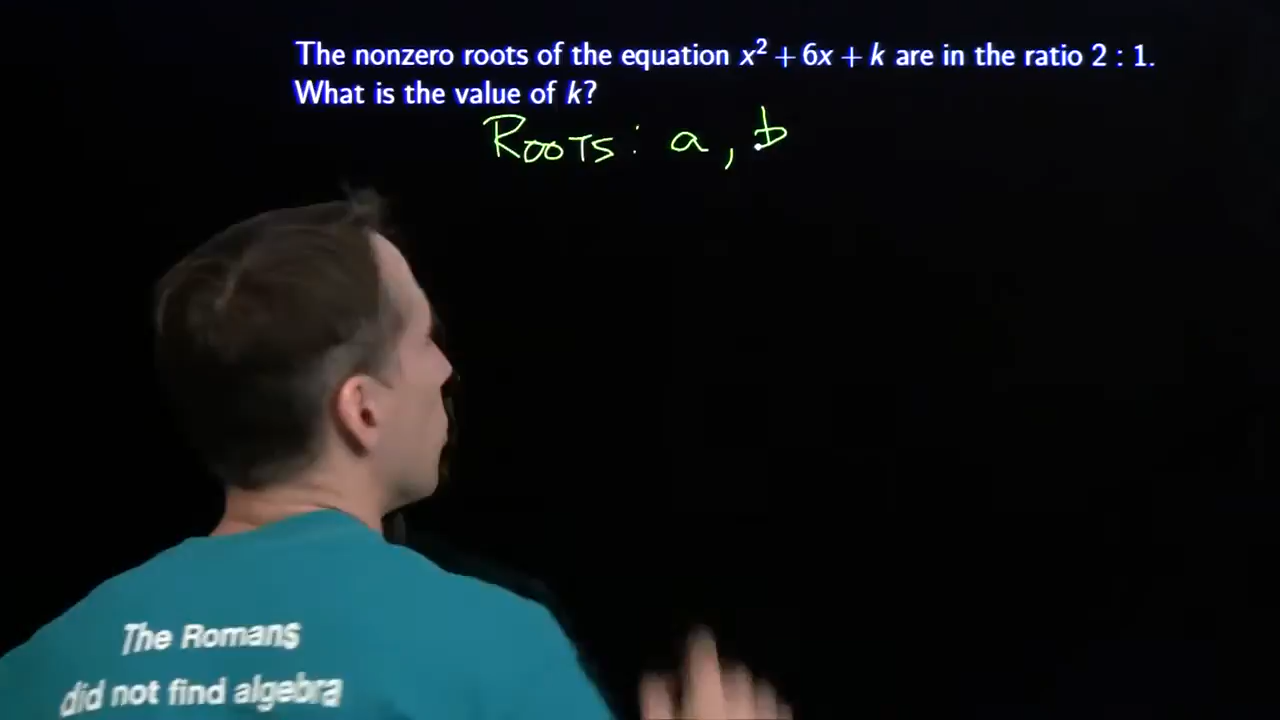 The nonzero roots of the equation x² + 6x + k are in the ratio 2 : 1.
What is the value of k?
Roots: a, b
The Romans
did not find algebra